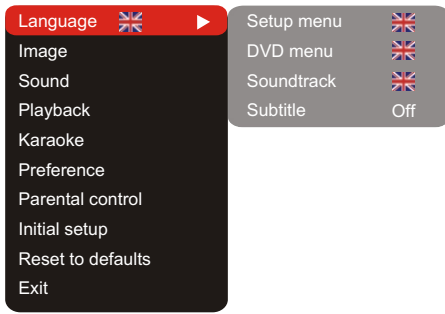 Language
Image
Sound
Playback
Karaoke
Preference
Parental control
Initial setup
Reset to defaults
Exit
Setup menu
DVD menu
Soundtrack
Subtitle Off